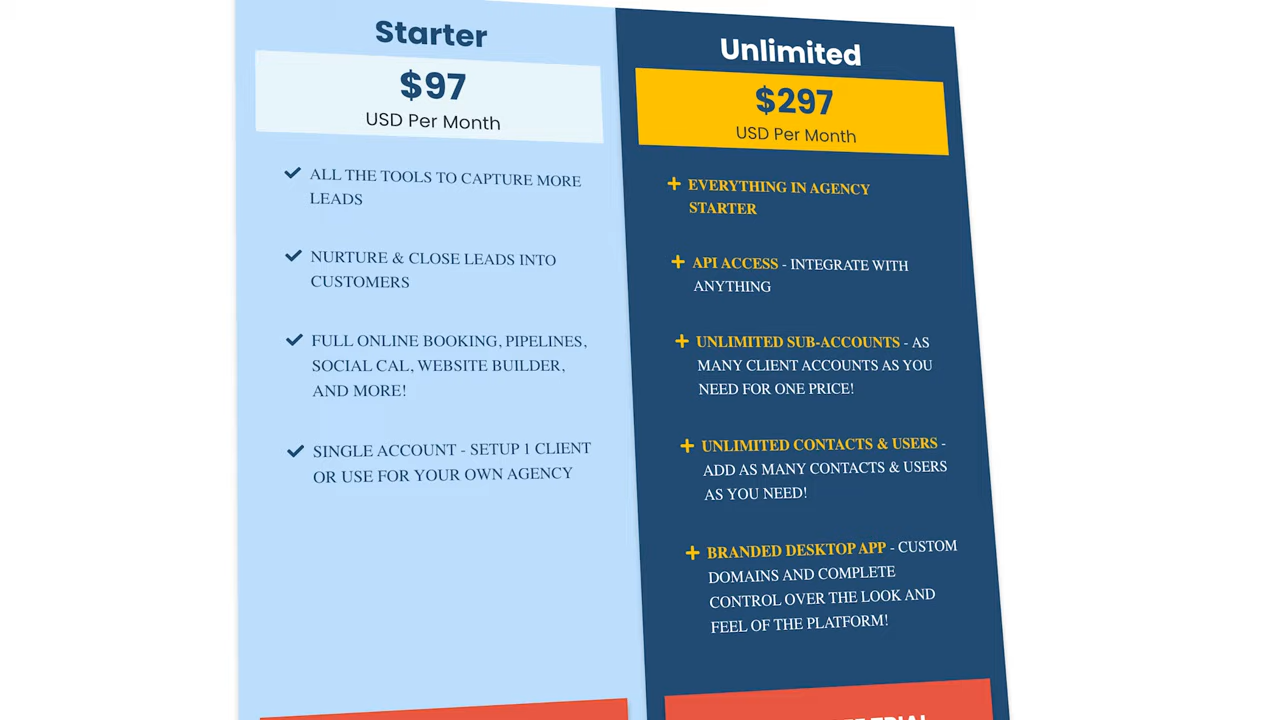 Starter
$97
USD Per Month
ALL THE TOOLS TO CAPTURE MORE
LEADS
NURTURE & CLOSE LEADS INTO
CUSTOMERS
FULL ONLINE BOOKING, PIPELINES,
SOCIAL CAL, WEBSITE BUILDER,
AND MORE!
SINGLE ACCOUNT - SETUP 1 CLIENT
OR USE FOR YOUR OWN AGENCY
Unlimited
$297
USD Per Month
EVERYTHING IN AGENCY
STARTER
API ACCESS - INTEGRATE WITH
ANYTHING
UNLIMITED SUB-ACCOUNTS - AS
MANY CLIENT ACCOUNTS AS YOU
NEED FOR ONE PRICE!
UNLIMITED CONTACTS & USERS -
ADD AS MANY CONTACTS & USERS
AS YOU NEED!
BRANDED DESKTOP APP - CUSTOM
DOMAINS AND COMPLETE
CONTROL OVER THE LOOK AND
FEEL OF THE PLATFORM!
TRIAL